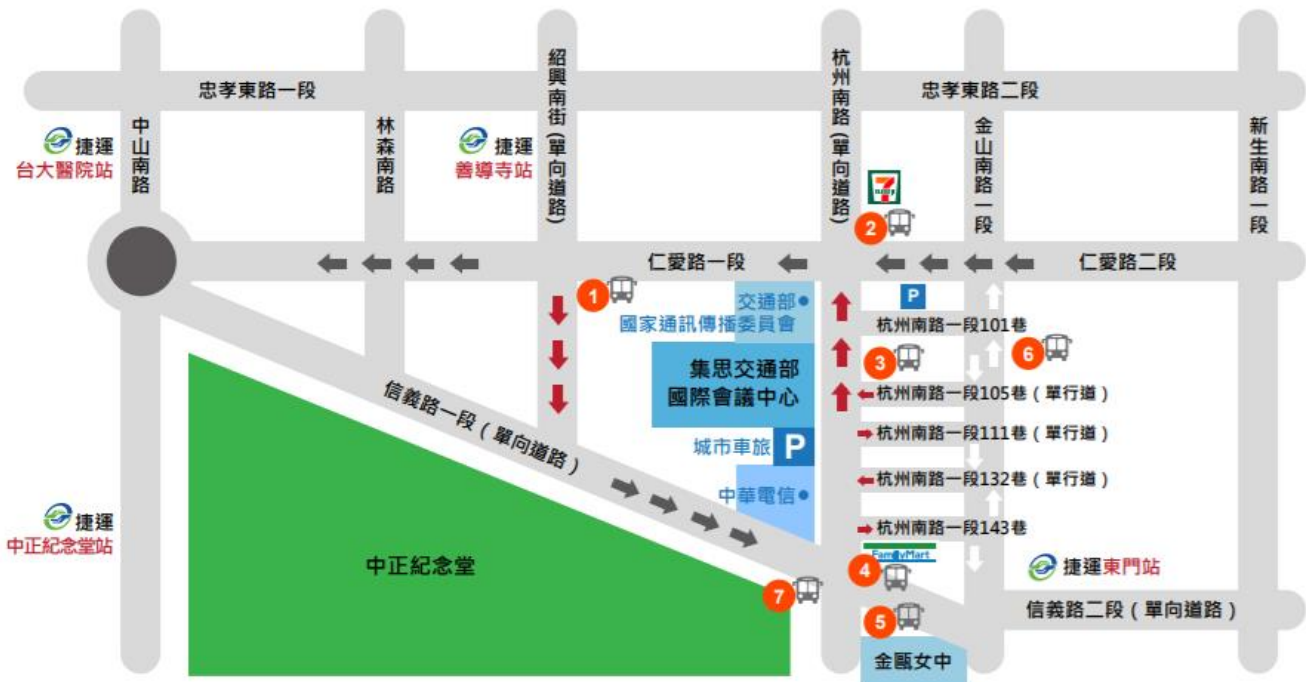 忠孝東路一段
忠孝東路二段
中山南路
林森南路
紹興南街(單向道路)
杭州南路(單向道路)
金山南路一段
新生南路一段
捷運
台大醫院站
捷運
善導寺站
7
2
仁愛路一段
仁愛路二段
1
交通部
國家通訊傳播委員會
P
杭州南路一段101巷
集思交通部
國際會議中心
3
6
杭州南路一段105巷(單行道)
信義路一段(單向道路)
城市車旅 P
杭州南路一段111巷(單行道)
中華電信
杭州南路一段132巷(單行道)
捷運
中正紀念堂站
杭州南路一段143巷
FamilyMart
中正紀念堂
4
捷運東門站
7
5
信義路二段(單向道路)
金甌女中